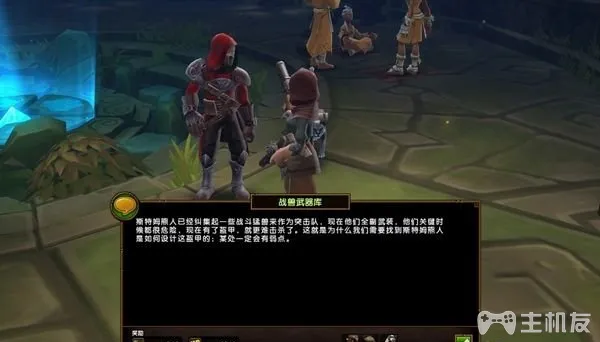 战兽武器库
斯特姆熊人已经纠集起一些战斗猛兽来作为突击队，现在他们全副武装，他们关键时
候都很危险，现在有了盔甲，就更难击杀了。这就是为什么我们需要找到斯特姆熊人
是如何设计这盔甲的：某处一定会有弱点。
奖励
主机友